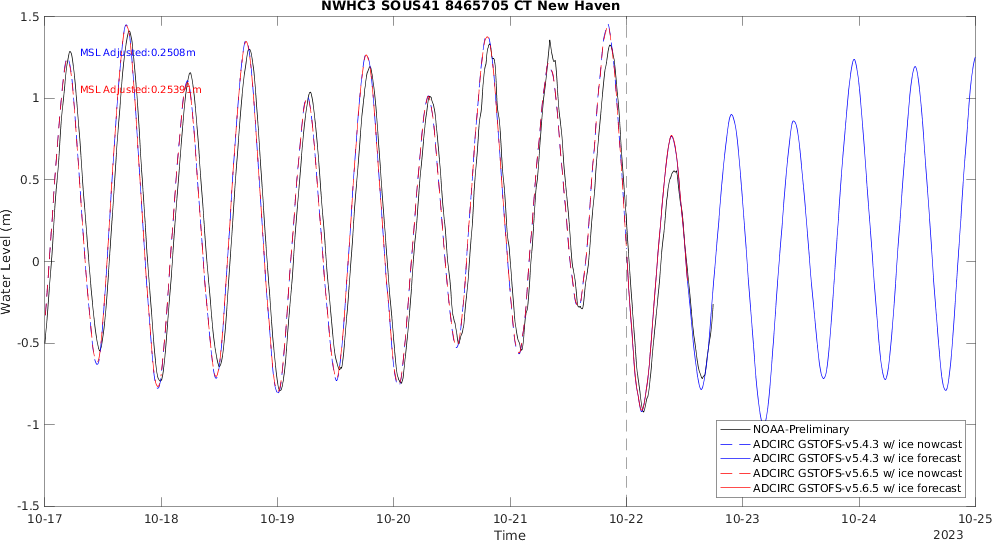 NWHC3 SOUS41 8465705 CT New Haven
1.5
1
0.5
0
-0.5
-1
-1.5
Water Level (m)
MSL Adjusted:0.2508m
MSL Adjusted:0.25391m
NOAA-Preliminary
ADCIRC GSTOFS-v5.4.3 w/ ice nowcast
ADCIRC GSTOFS-v5.4.3 w/ ice forecast
ADCIRC GSTOFS-v5.6.5 w/ ice nowcast
ADCIRC GSTOFS-v5.6.5 w/ ice forecast
10-17 10-18 10-19 10-20 10-21 10-22 10-23 10-24 10-25
Time
2023